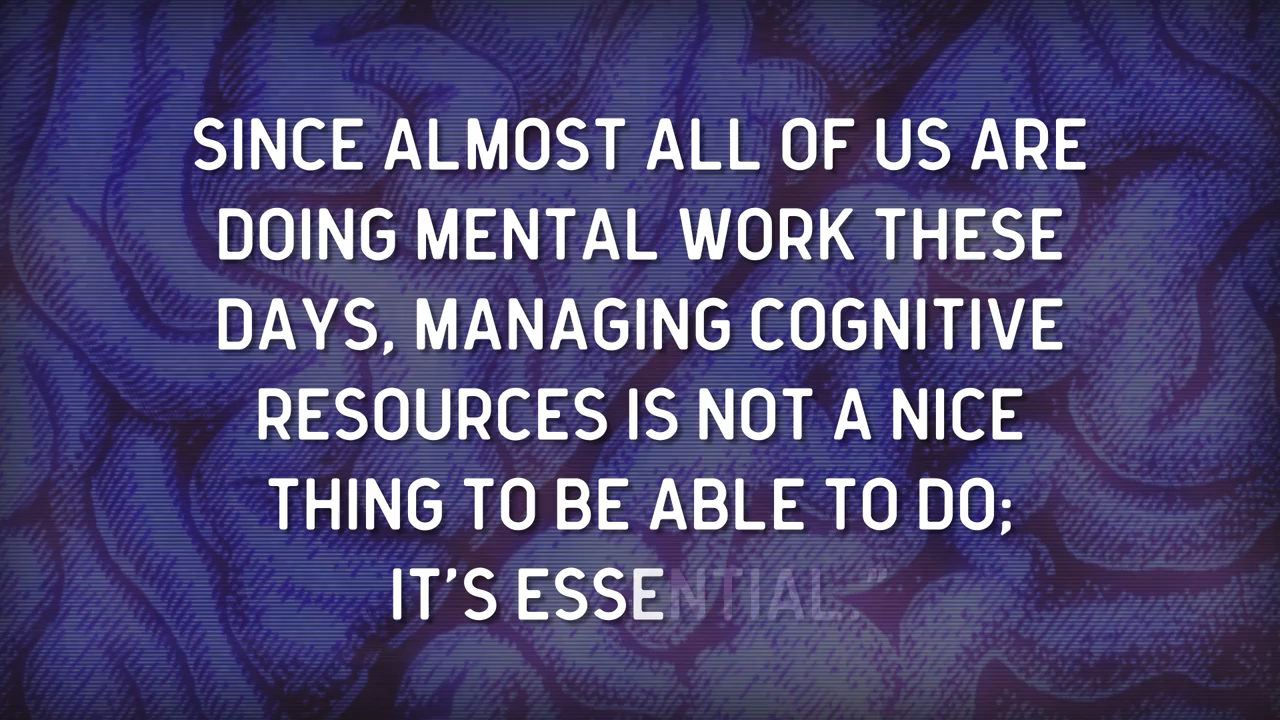 SINCE ALMOST ALL OF US ARE
DOING MENTAL WORK THESE
DAYS, MANAGING COGNITIVE
RESOURCES IS NOT A NICE
THING TO BE ABLE TO DO;
IT’S ESSENTIAL…”